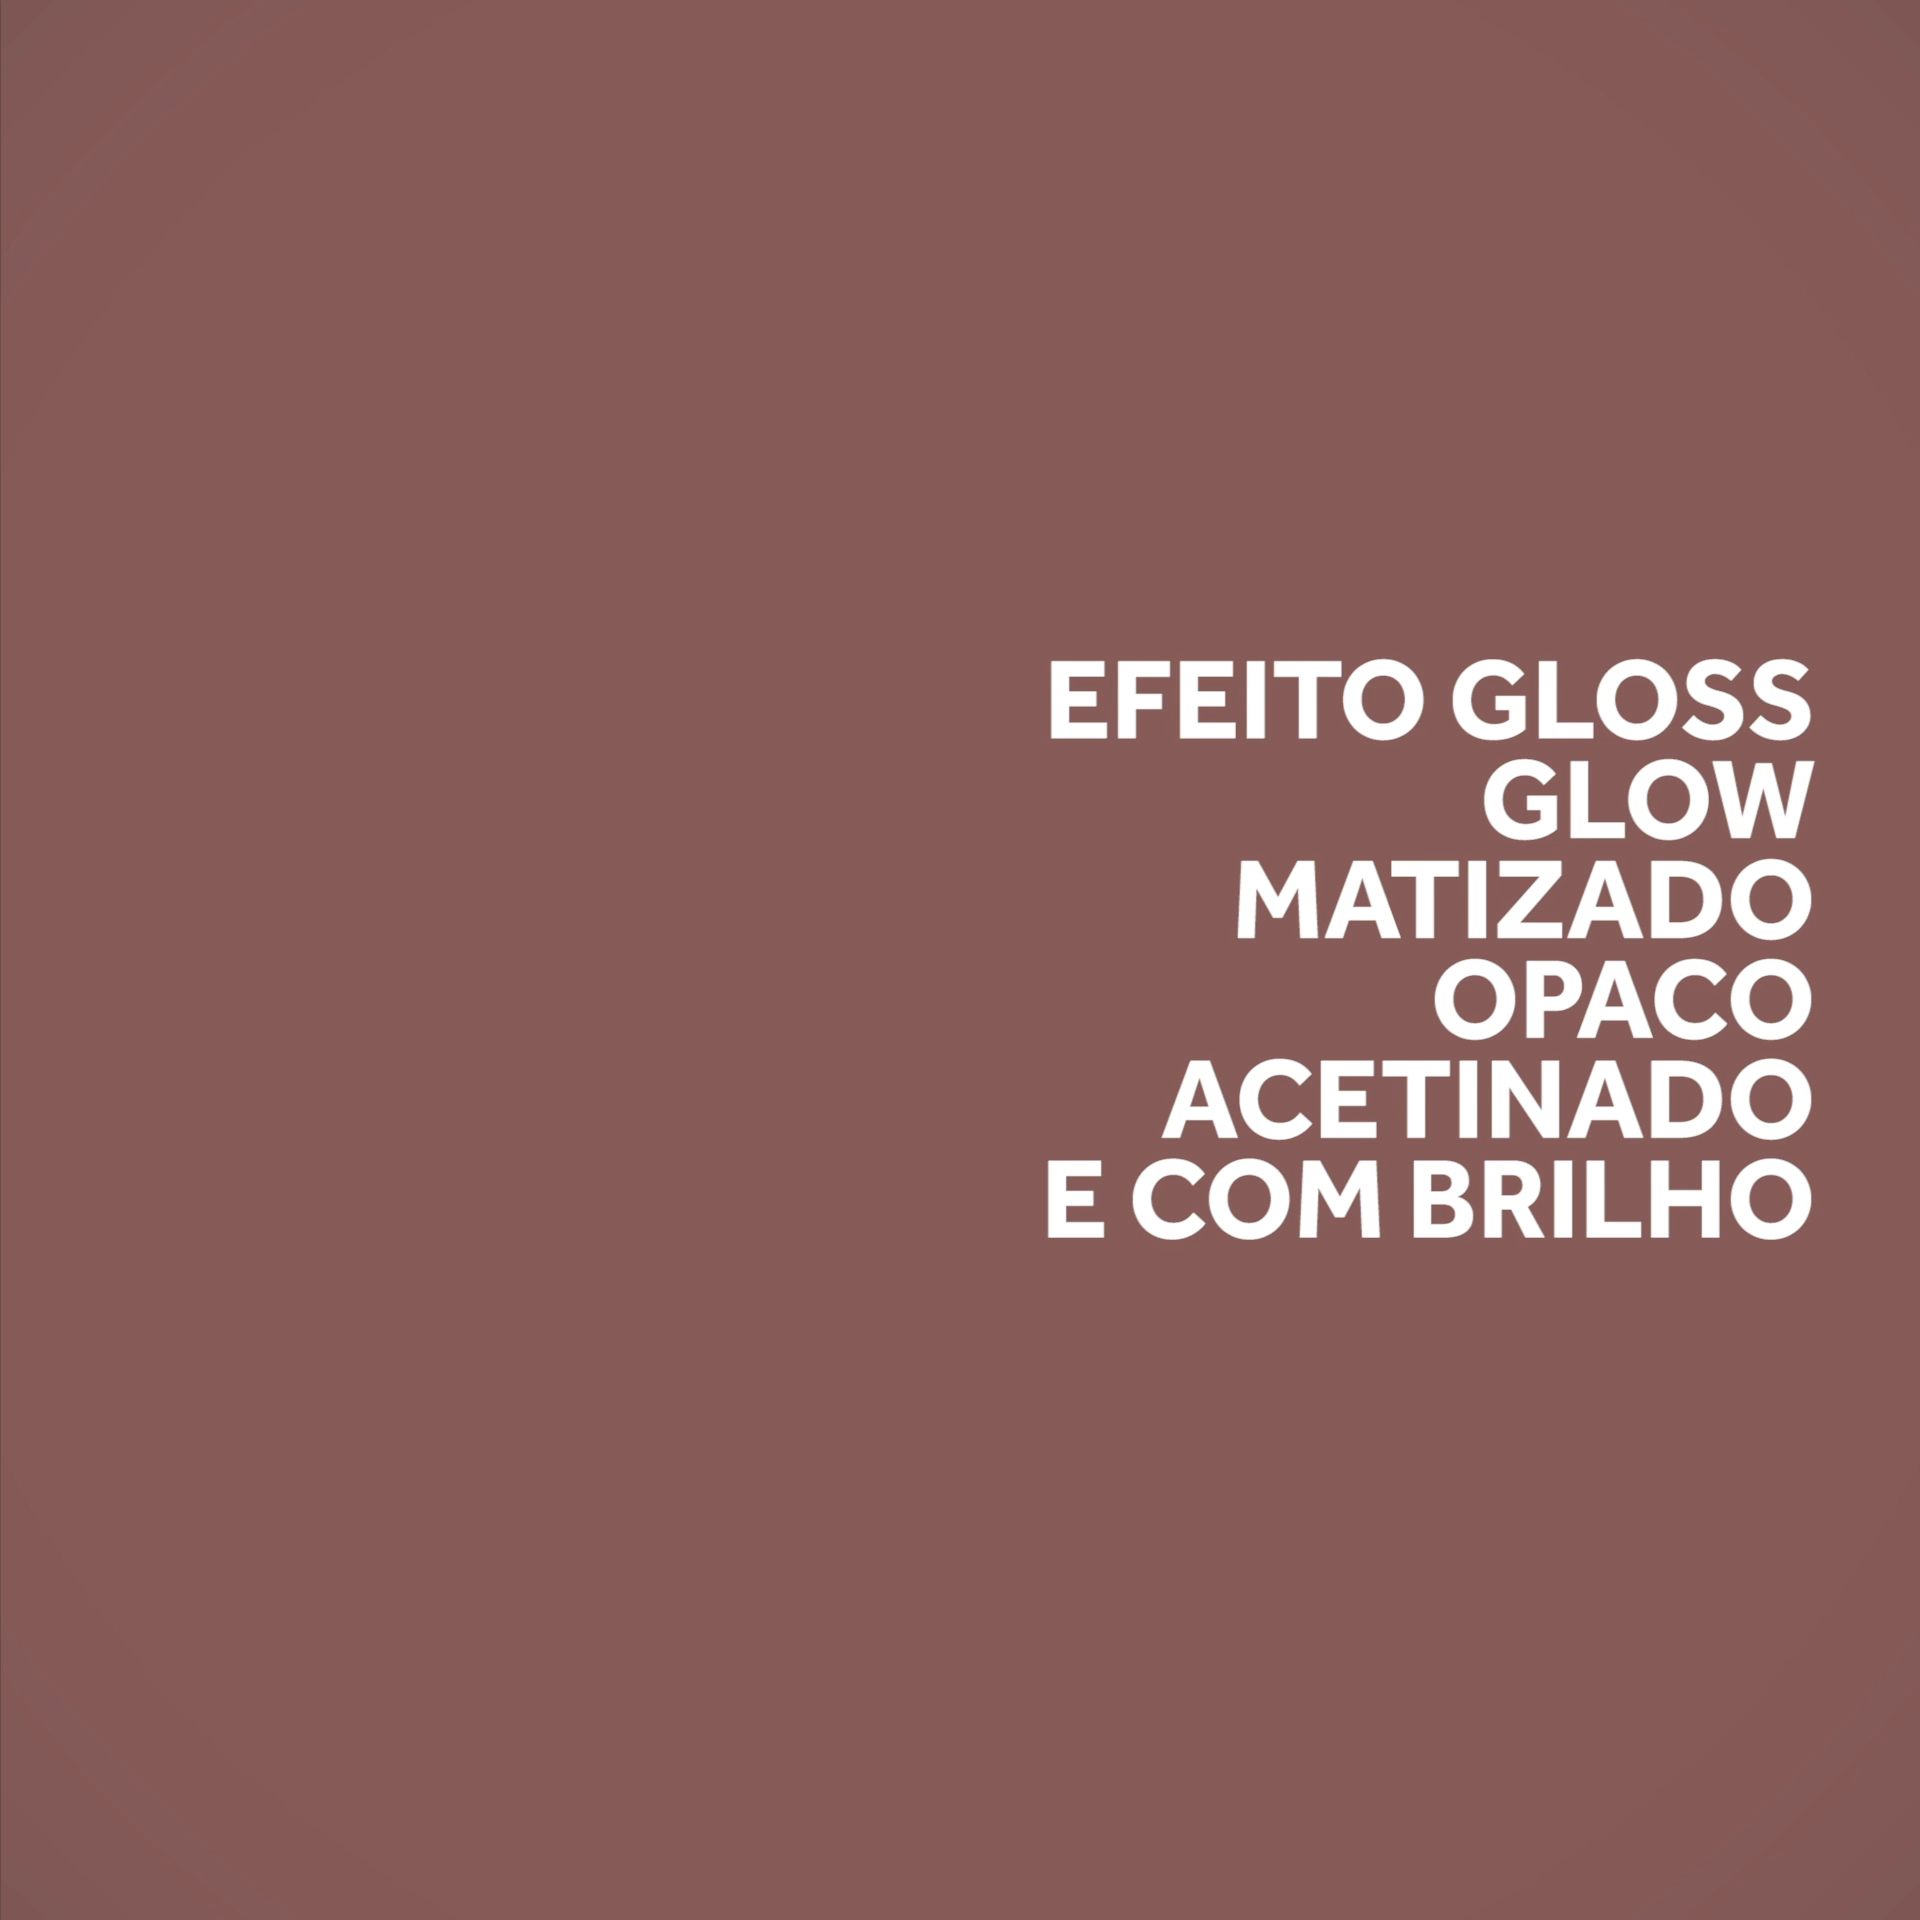 EFEITO GLOSS
GLOW
MATIZADO
OPACO
ACETINADO
E COM BRILHO